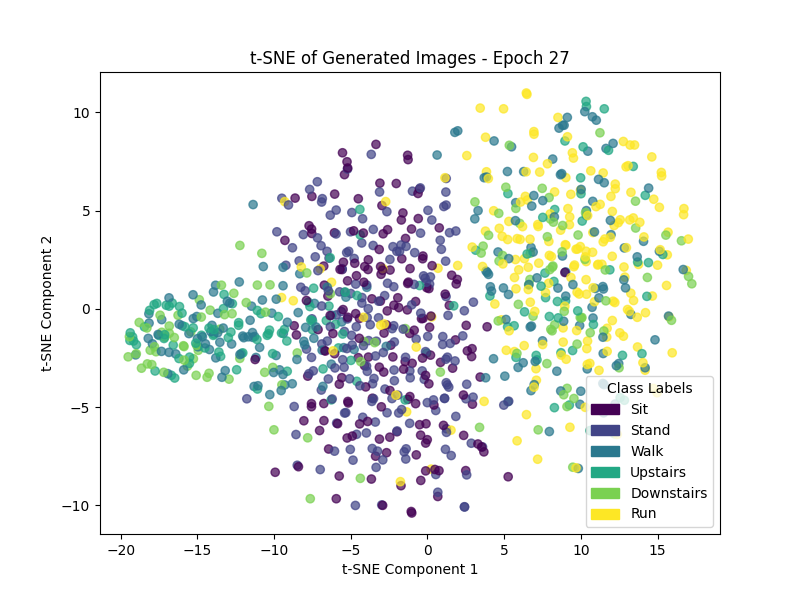 t-SNE of Generated Images - Epoch 27
10
5
0
−5
−10
t-SNE Component 2
Class Labels
Sit
Stand
Walk
Upstairs
Downstairs
Run
−20 −15 −10 −5 0 5 10 15
t-SNE Component 1